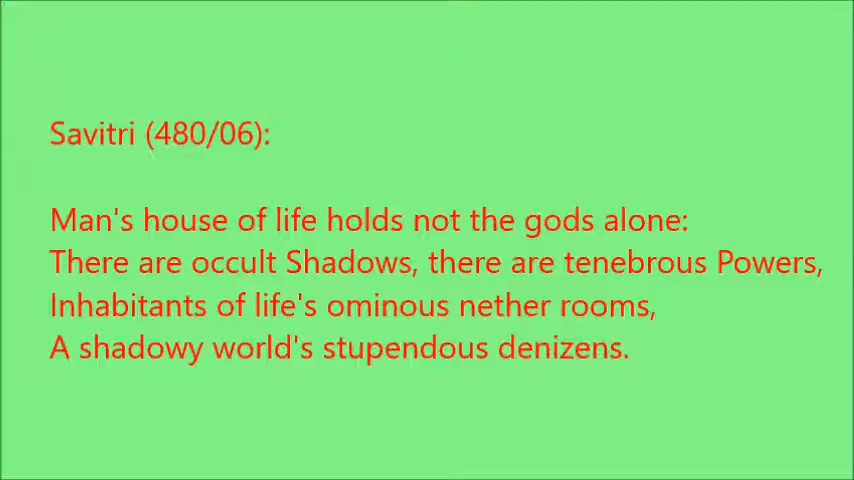 Savitri (480/06):
Man's house of life holds not the gods alone:
There are occult Shadows, there are tenebrous Powers,
Inhabitants of life's ominous nether rooms,
A shadowy world's stupendous denizens.